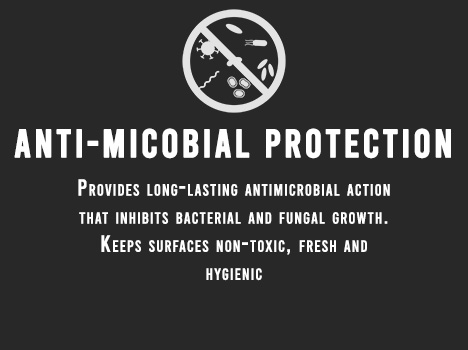 ANTI-MICOBIAL PROTECTION
Provides long-lasting antimicrobial action
that inhibits bacterial and fungal growth.
Keeps surfaces non-toxic, fresh and
hygienic